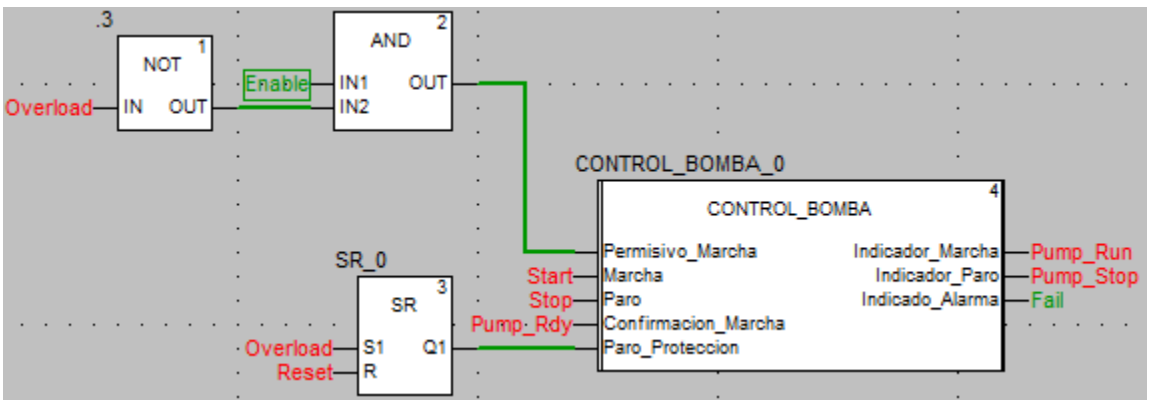 .3
1
NOT
Overload IN OUT
2
AND
Enable IN1 OUT
IN2
CONTROL_BOMBA_0
4
CONTROL_BOMBA
Permisivo_Marcha Indicador_Marcha Pump_Run
Start Marcha Indicador_Paro Pump_Stop
Stop Paro Indicado_Alarma Fail
Pump_Rdy Confirmacion_Marcha
Paro_Proteccion
SR_0
3
SR
Overload S1 Q1
Reset R